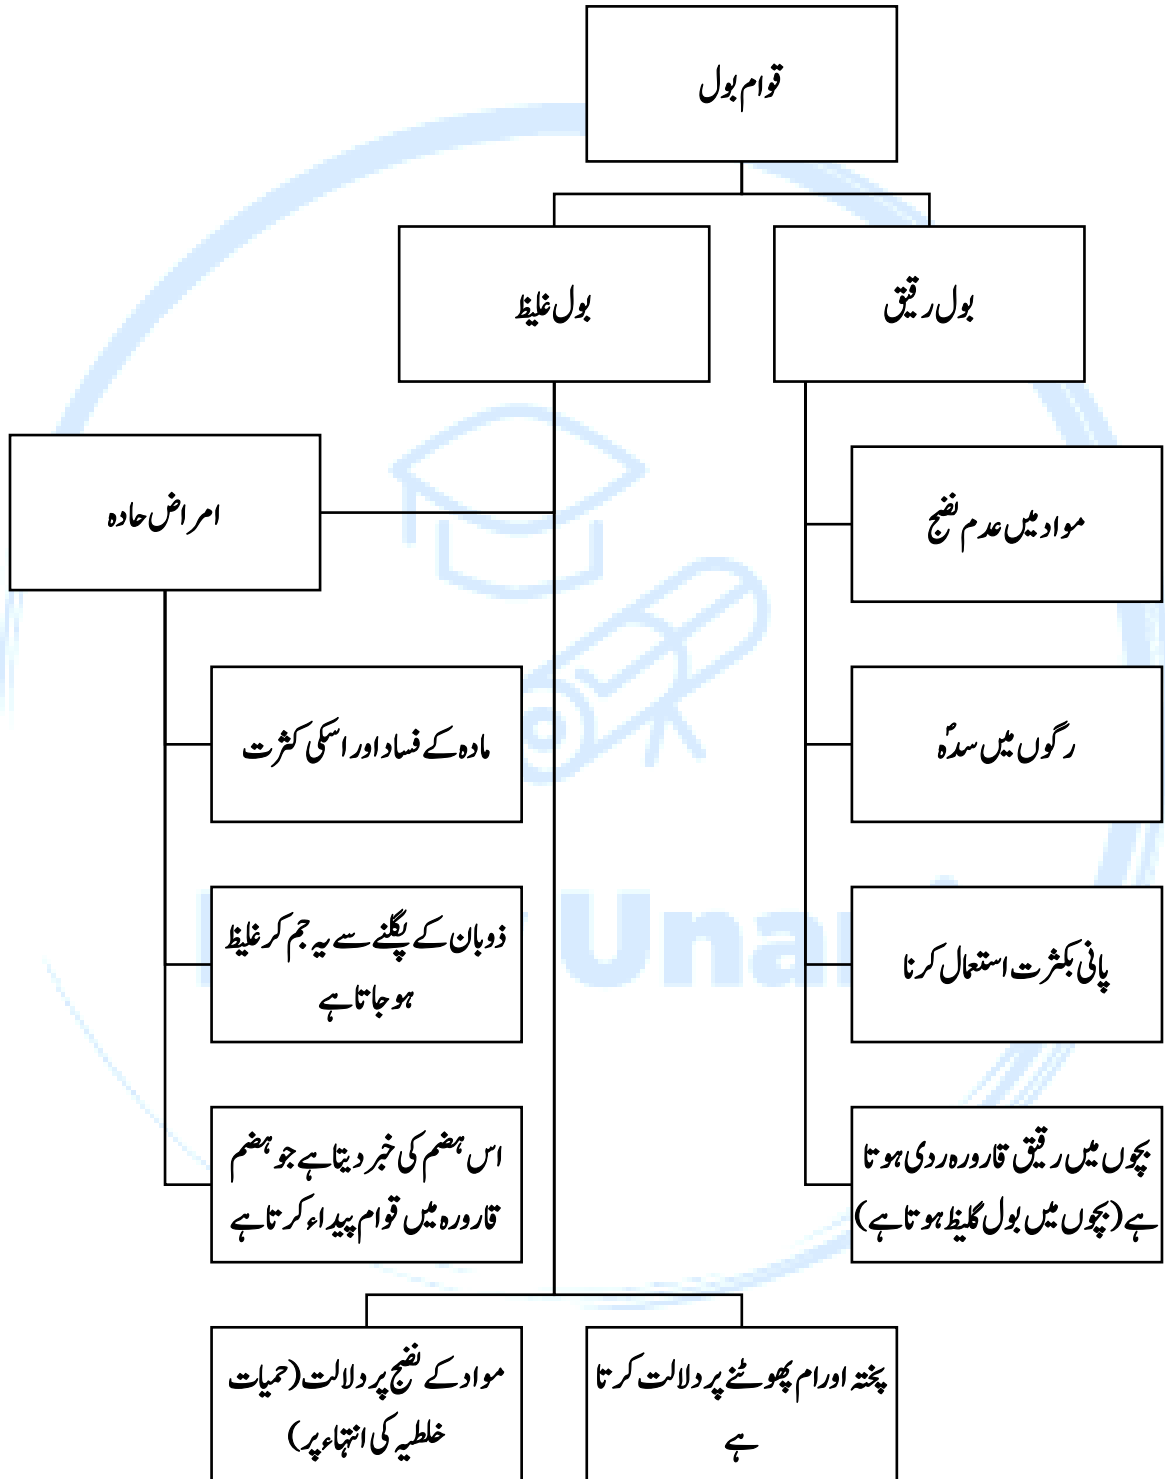 قوام بول
بول رقیق
بول غلیظ
امراض حادہ
مواد میں عدم نضج
مادہ کے فساد اور اسکی کثرت
رگوں میں سدّہ
ذوبان کے پگلنے سے یہ جم کر غلیظ
ہو جاتا ہے
پانی بکثرت استعمال کرنا
اس ہضم کی خبر دیتا ہے جو ہضم
قارورہ میں قوام پیداء کرتا ہے
بچوں میں رقیق قارورہ ردی ہوتا
ہے (بچوں میں بول گلیظ ہوتا ہے)
پختہ اورام پھوٹنے پر دلالت کرتا
ہے
مواد کے نضج پر دلالت (حمیات
خلطیہ کی انتہاء پر)
Unani